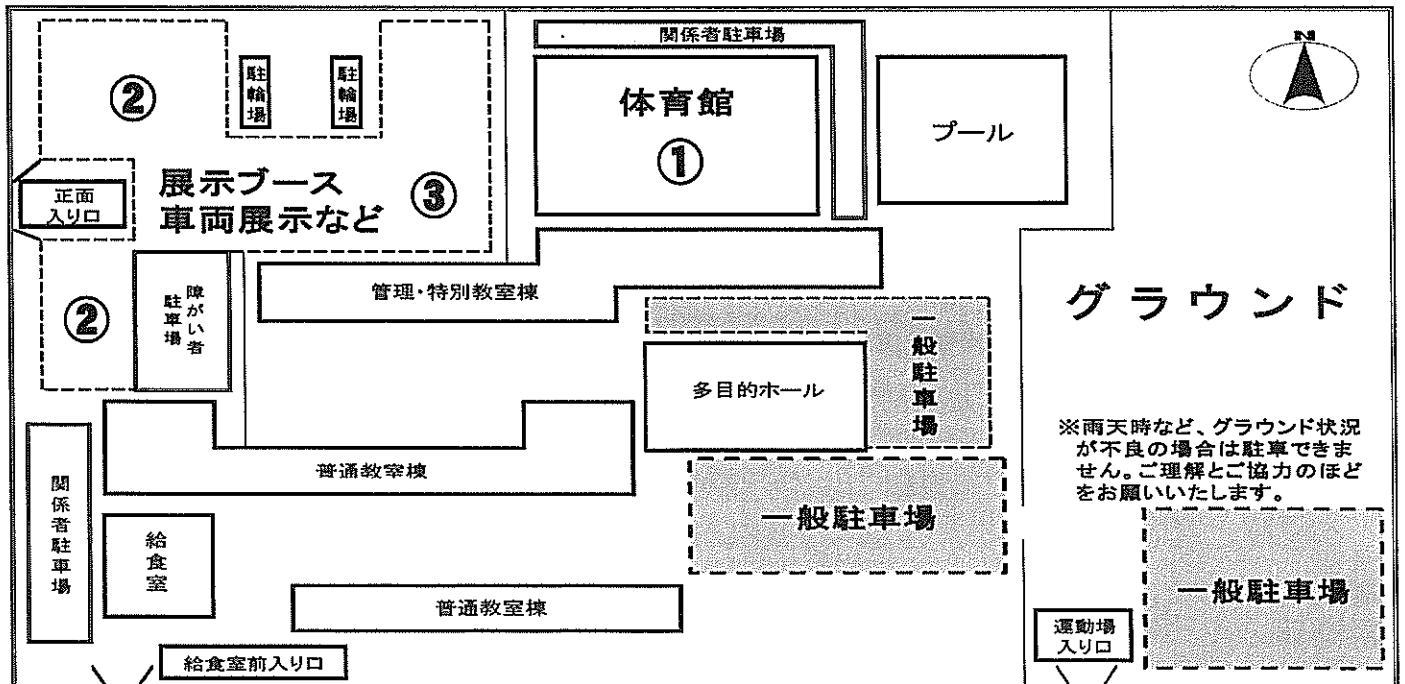 関係者駐車場
N
②
駐輪場
駐輪場
体育館
①
プール
正面
入り口
展示ブース
車両展示など
③
管理・特別教室棟
グラウンド
②
障がい者
駐車場
一般駐車場
多目的ホール
※雨天時など、グラウンド状況
が不良の場合は駐車できま
せん。ご理解とご協力のほど
をお願いいたします。
普通教室棟
関係者駐車場
一般駐車場
給食室
一般駐車場
普通教室棟
運動場
入り口
給食室前入り口